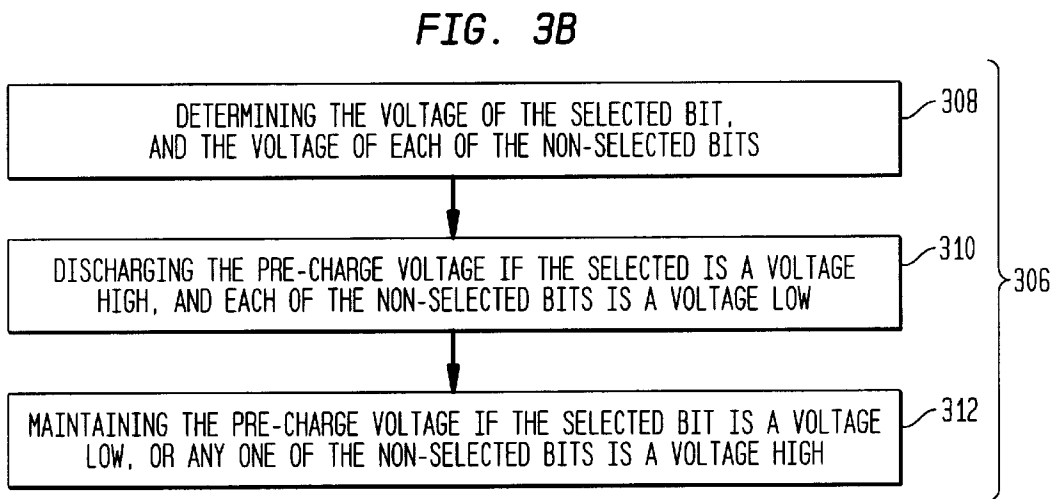 FIG. 3B
DETERMINING THE VOLTAGE OF THE SELECTED BIT,
AND THE VOLTAGE OF EACH OF THE NON-SELECTED BITS
308
DISCHARGING THE PRE-CHARGE VOLTAGE IF THE SELECTED IS A VOLTAGE
HIGH, AND EACH OF THE NON-SELECTED BITS IS A VOLTAGE LOW
310
306
MAINTAINING THE PRE-CHARGE VOLTAGE IF THE SELECTED BIT IS A VOLTAGE
LOW, OR ANY ONE OF THE NON-SELECTED BITS IS A VOLTAGE HIGH
312